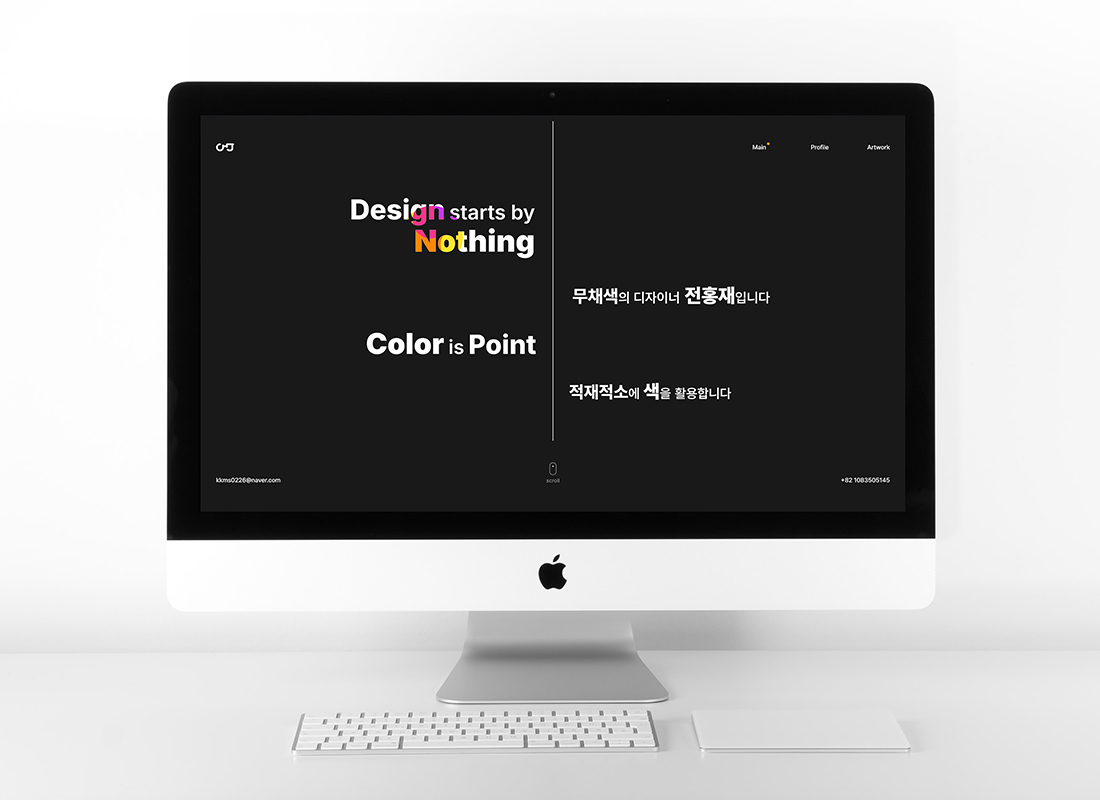 Main
Profile
Artwork
Design starts by
Nothing
무채색의 디자이너 전홍재입니다
Color is Point
적재적소에 색을 활용합니다
scroll
kkms0226@naver.com
+82 1083505145